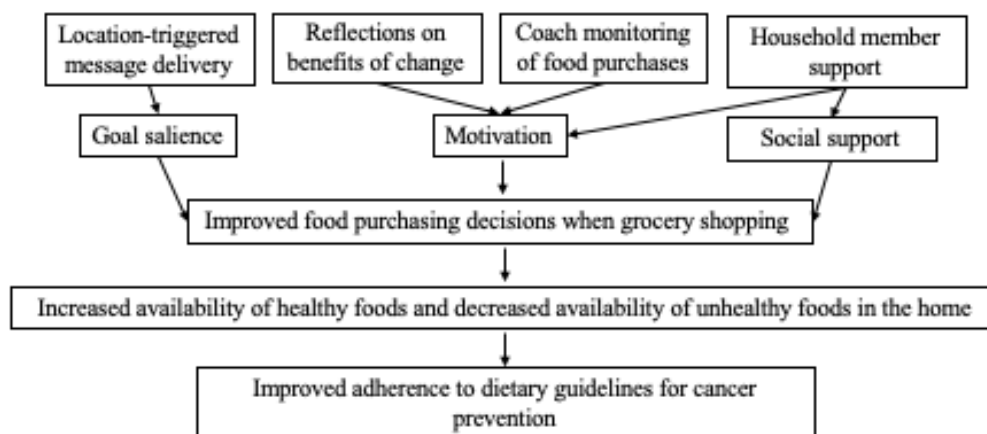 Location-triggered
message delivery
Reflections on
benefits of change
Coach monitoring
of food purchases
Household member
support
Goal salience
Motivation
Social support
Improved food purchasing decisions when grocery shopping
Increased availability of healthy foods and decreased availability of unhealthy foods in the home
Improved adherence to dietary guidelines for cancer
prevention